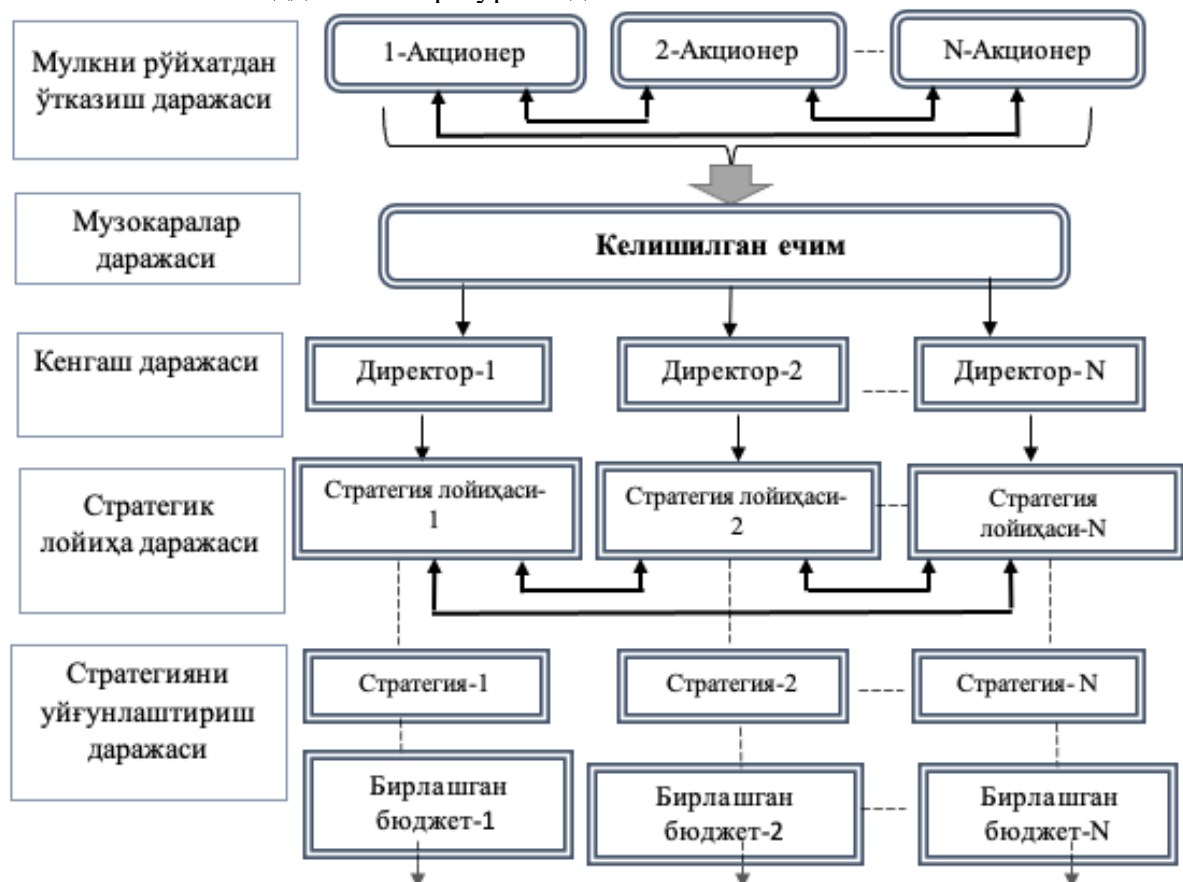 1-Акционер
2-Акционер
N-Акционер
Мулкни рўйхатдан
ўтказиш даражаси
Музокаралар
даражаси
Келишилган ечим
Кенгаш даражаси
Директор-1
Директор-2
Директор-N
Стратегик
лойиҳа даражаси
Стратегия лойиҳаси-
1
Стратегия лойиҳаси-
2
Стратегия
лойиҳаси-N
Стратегияни
уйғунлаштириш
даражаси
Стратегия-1
Стратегия-2
Стратегия-N
Бирлашган
бюджет-1
Бирлашган
бюджет-2
Бирлашган
бюджет-N